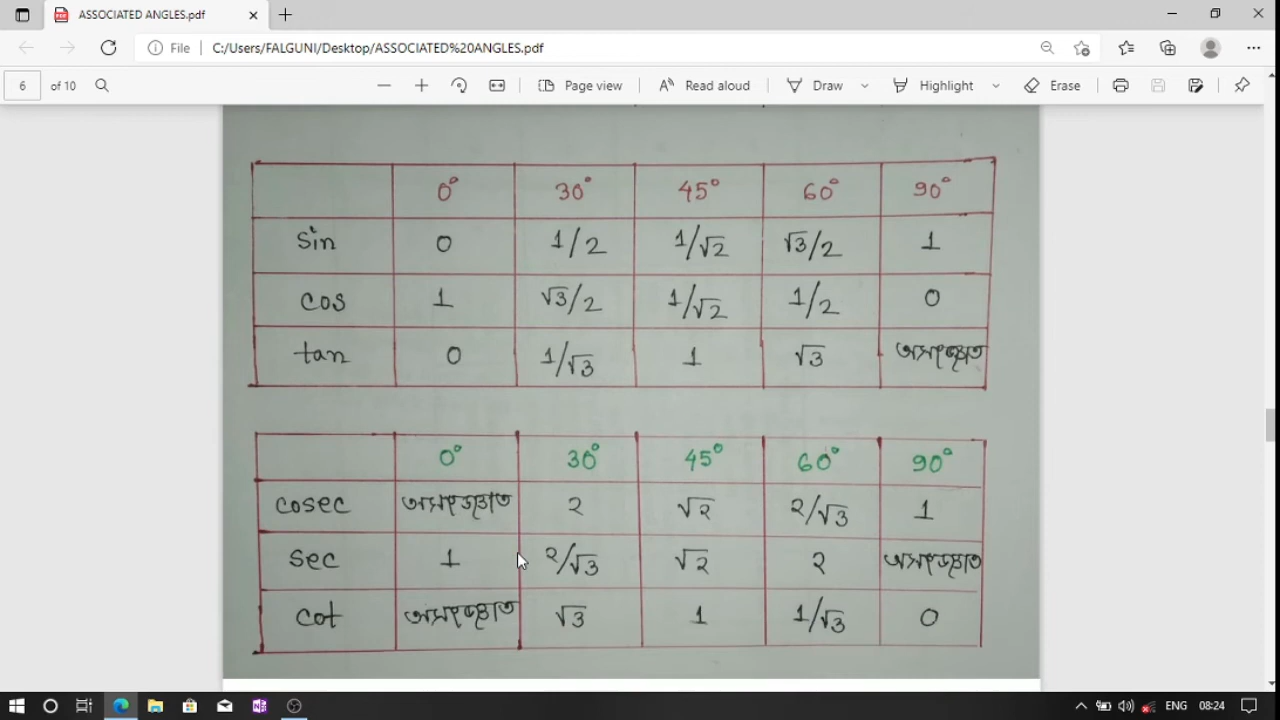 ASSOCIATED ANGLES.pdf
File C:/Users/FALGUNI/Desktop/ASSOCIATED%20ANGLES.pdf
6 of 10 Page view Read aloud Draw Highlight Erase
0° 30° 45° 60° 90°
sin 0 1/2 1/√2 √3/2 1
cos 1 √3/2 1/√2 1/2 0
tan 0 1/√3 1 √3 অসংজ্ঞাত
0° 30° 45° 60° 90°
cosec অসংজ্ঞাত 2 √2 2/√3 1
sec 1 2/√3 √2 2 অসংজ্ঞাত
cot অসংজ্ঞাত √3 1 1/√3 0
ENG 08:24